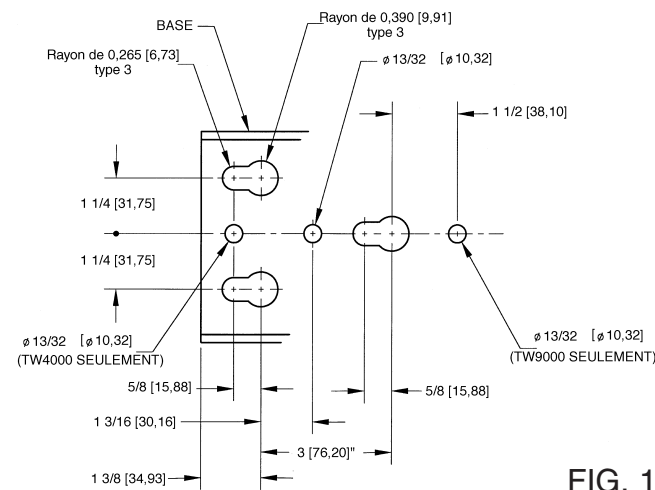 BASE
Rayon de 0,390 [9,91]
type 3
Rayon de 0,265 [6,73]
type 3
ø 13/32 [ø 10,32]
1 1/2 [38,10]
1 1/4 [31,75]
1 1/4 [31,75]
ø 13/32 [ø 10,32]
(TW4000 SEULEMENT)
ø 13/32 [ø 10,32]
(TW9000 SEULEMENT)
5/8 [15,88]
5/8 [15,88]
1 3/16 [30,16]
3 [76,20]"
1 3/8 [34,93]
FIG. 1